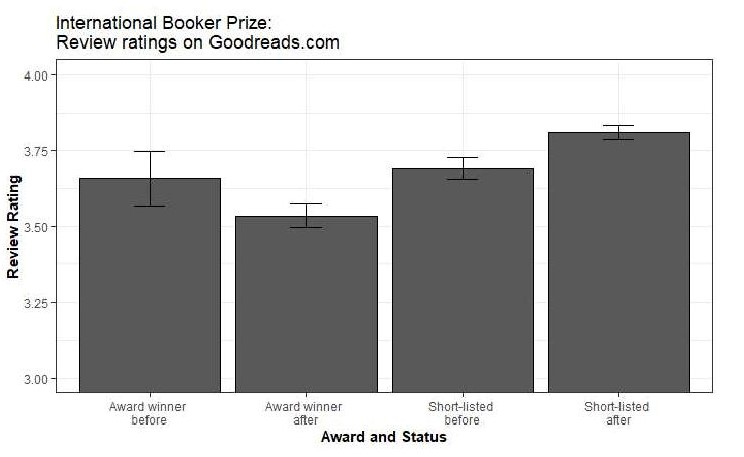 International Booker Prize:
Review ratings on Goodreads.com
4.00
3.75
3.50
3.25
3.00
Review Rating
Award winner
before
Award winner
after
Short-listed
before
Short-listed
after
Award and Status